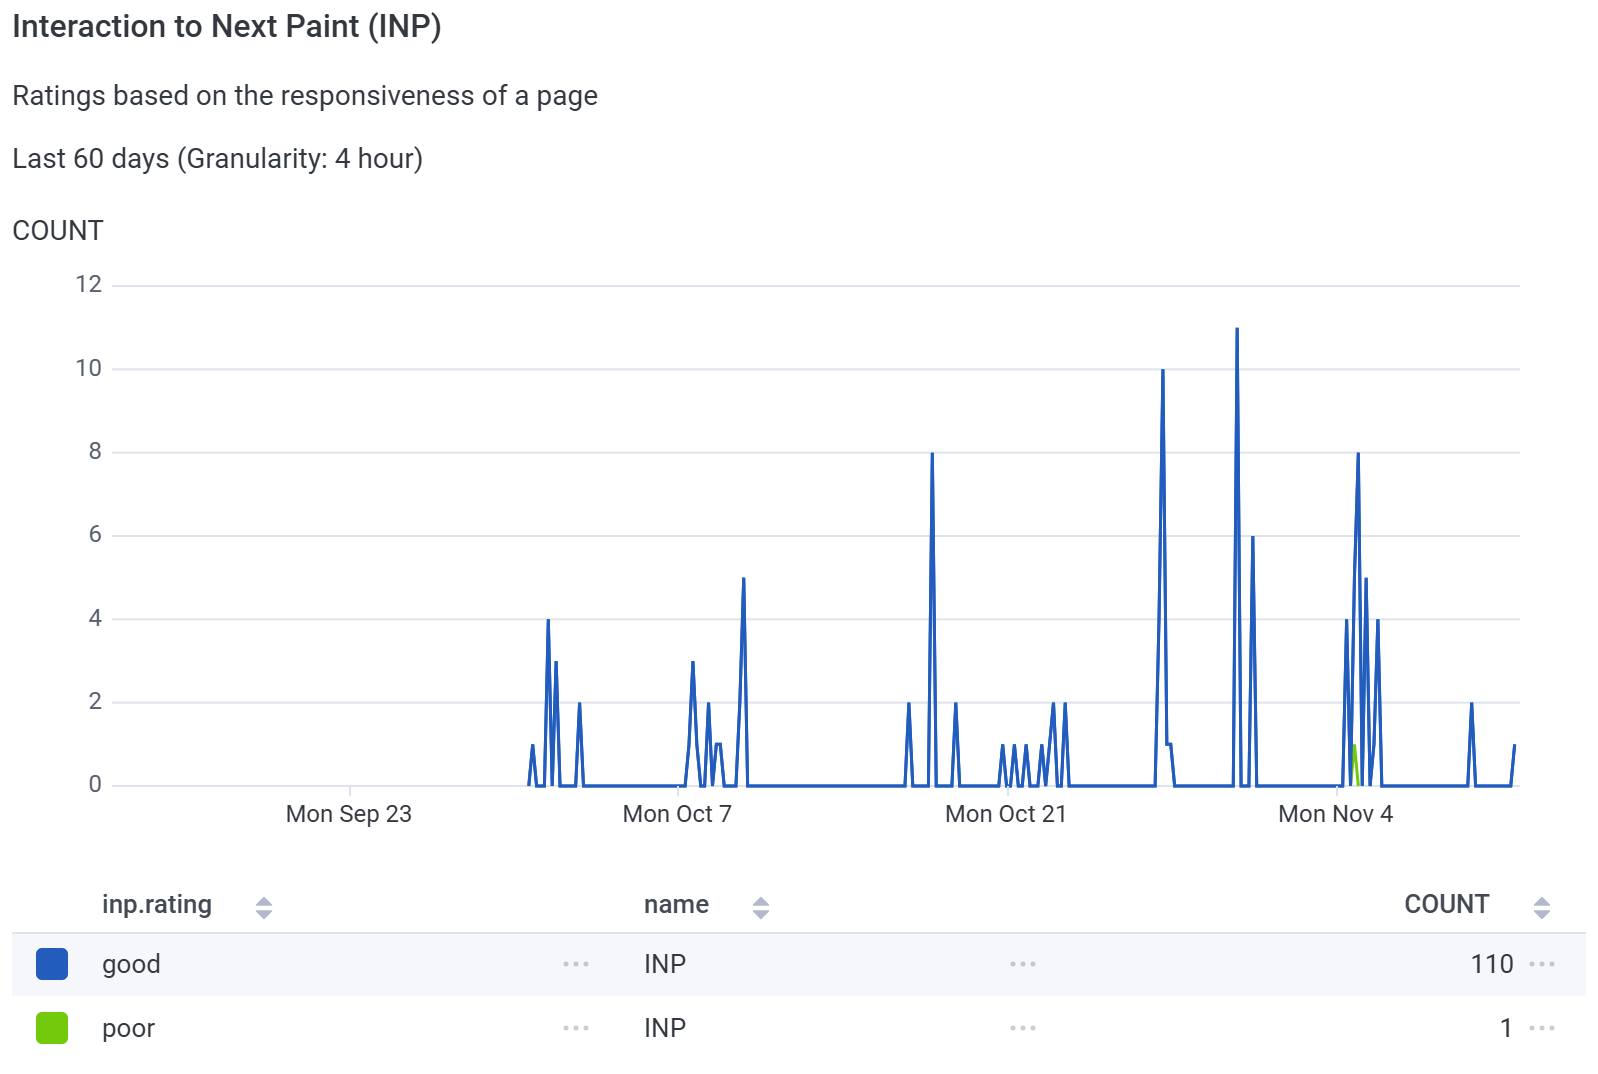 Interaction to Next Paint (INP)
Ratings based on the responsiveness of a page
Last 60 days (Granularity: 4 hour)
COUNT
12
10
8
6
4
2
0
Mon Sep 23 Mon Oct 7 Mon Oct 21 Mon Nov 4
inp.rating name COUNT
good INP 110
poor INP 1